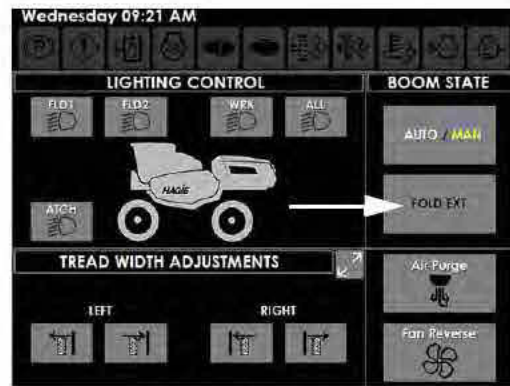 Wednesday 09:21 AM
LIGHTING CONTROL
BOOM STATE
FLD1
FLD2
WRK
ALL
AUTO / MAN
HAGIE
ATCH
FOLD EXT
TREAD WIDTH ADJUSTMENTS
Air Purge
LEFT
RIGHT
Fan Reverse